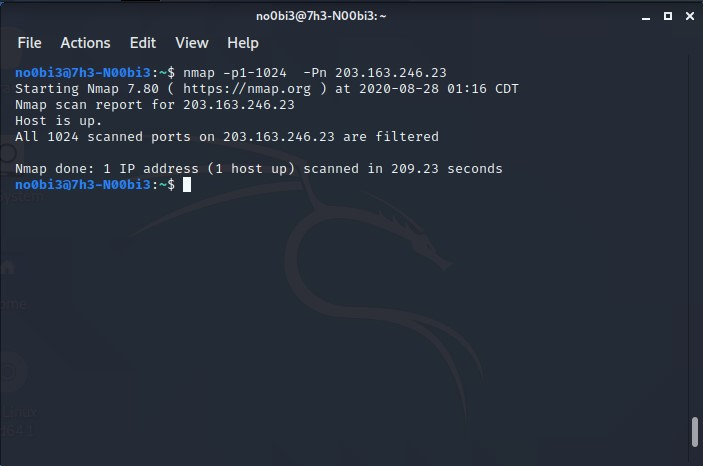 no0bi3@7h3-N00bi3: ~
File Actions Edit View Help
no0bi3@7h3-N00bi3:~$ nmap -p1-1024  -Pn 203.163.246.23
Starting Nmap 7.80 ( https://nmap.org ) at 2020-08-28 01:16 CDT
Nmap scan report for 203.163.246.23
Host is up.
All 1024 scanned ports on 203.163.246.23 are filtered
Nmap done: 1 IP address (1 host up) scanned in 209.23 seconds
no0bi3@7h3-N00bi3:~$